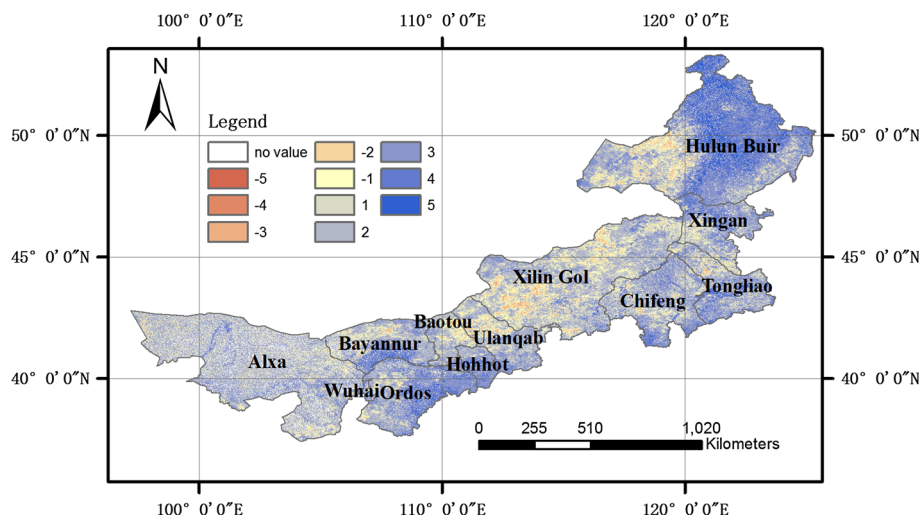 100° 0'0"E 110° 0'0"E 120° 0'0"E
N
Legend
no value -2 3
-5 -1 4
-4 1 5
-3 2
50° 0'0"N 50° 0'0"N
45° 0'0"N 45° 0'0"N
40° 0'0"N 40° 0'0"N
Hulun Buir
Xingan
Xilin Gol
Tongliao
Chifeng
Baotou
Ulanqab
Bayannur
Alxa
Hohhot
Wuhai Ordos
0 255 510 1,020
Kilometers
100° 0'0"E 110° 0'0"E 120° 0'0"E